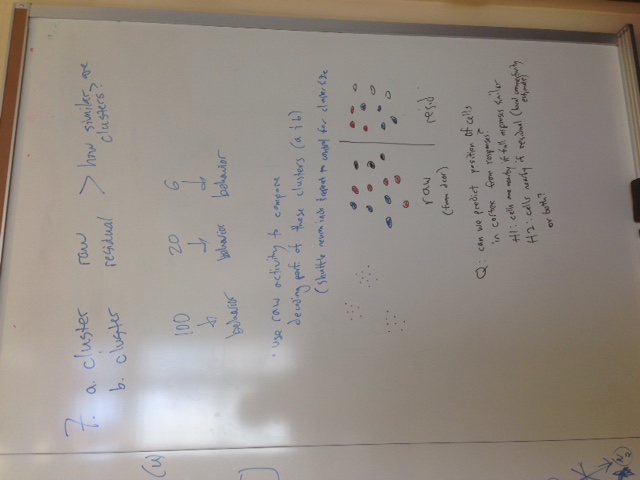 7. a. cluster raw > how similar are
b. cluster residual clusters?
(u)
100 20 6
behavior behavior behavior
· use raw activity to compare
decoding perf. of these clusters (a & b)
(shuffle neuron inds & repeat to control for cluster size
raw resid
(from dcor)
Q: can we predict position of cells
in cortex from responses?
H1: cells are nearby if full responses similar
H2: cells nearby if residual (local connectivity
estimate)
or both?